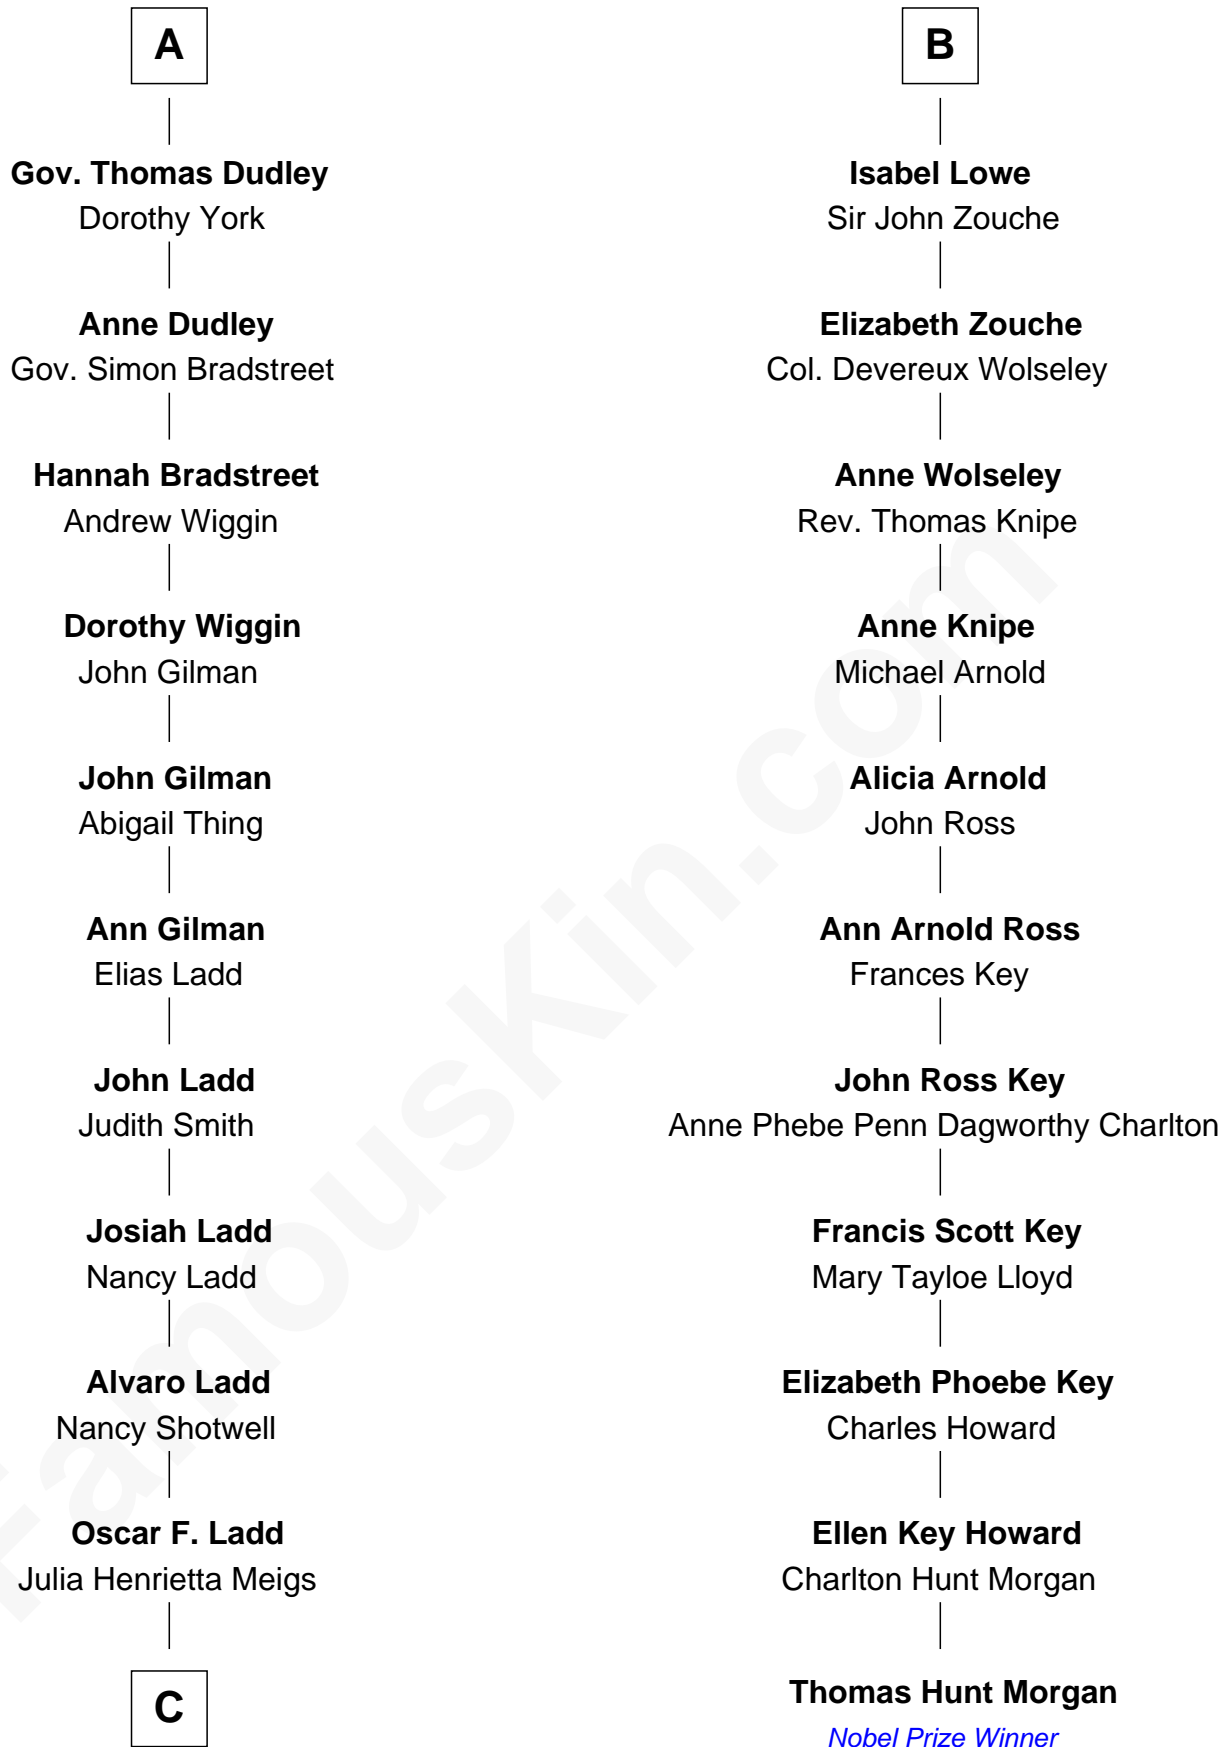 A
Gov. Thomas Dudley
Dorothy York
Anne Dudley
Gov. Simon Bradstreet
Hannah Bradstreet
Andrew Wiggin
Dorothy Wiggin
John Gilman
John Gilman
Abigail Thing
Ann Gilman
Elias Ladd
John Ladd
Judith Smith
Josiah Ladd
Nancy Ladd
Alvaro Ladd
Nancy Shotwell
Oscar F. Ladd
Julia Henrietta Meigs
C
B
Isabel Lowe
Sir John Zouche
Elizabeth Zouche
Col. Devereux Wolseley
Anne Wolseley
Rev. Thomas Knipe
Anne Knipe
Michael Arnold
Alicia Arnold
John Ross
Ann Arnold Ross
Frances Key
John Ross Key
Anne Phebe Penn Dagworthy Charlton
Francis Scott Key
Mary Tayloe Lloyd
Elizabeth Phoebe Key
Charles Howard
Ellen Key Howard
Charlton Hunt Morgan
Thomas Hunt Morgan
Nobel Prize Winner
FamousKin.com